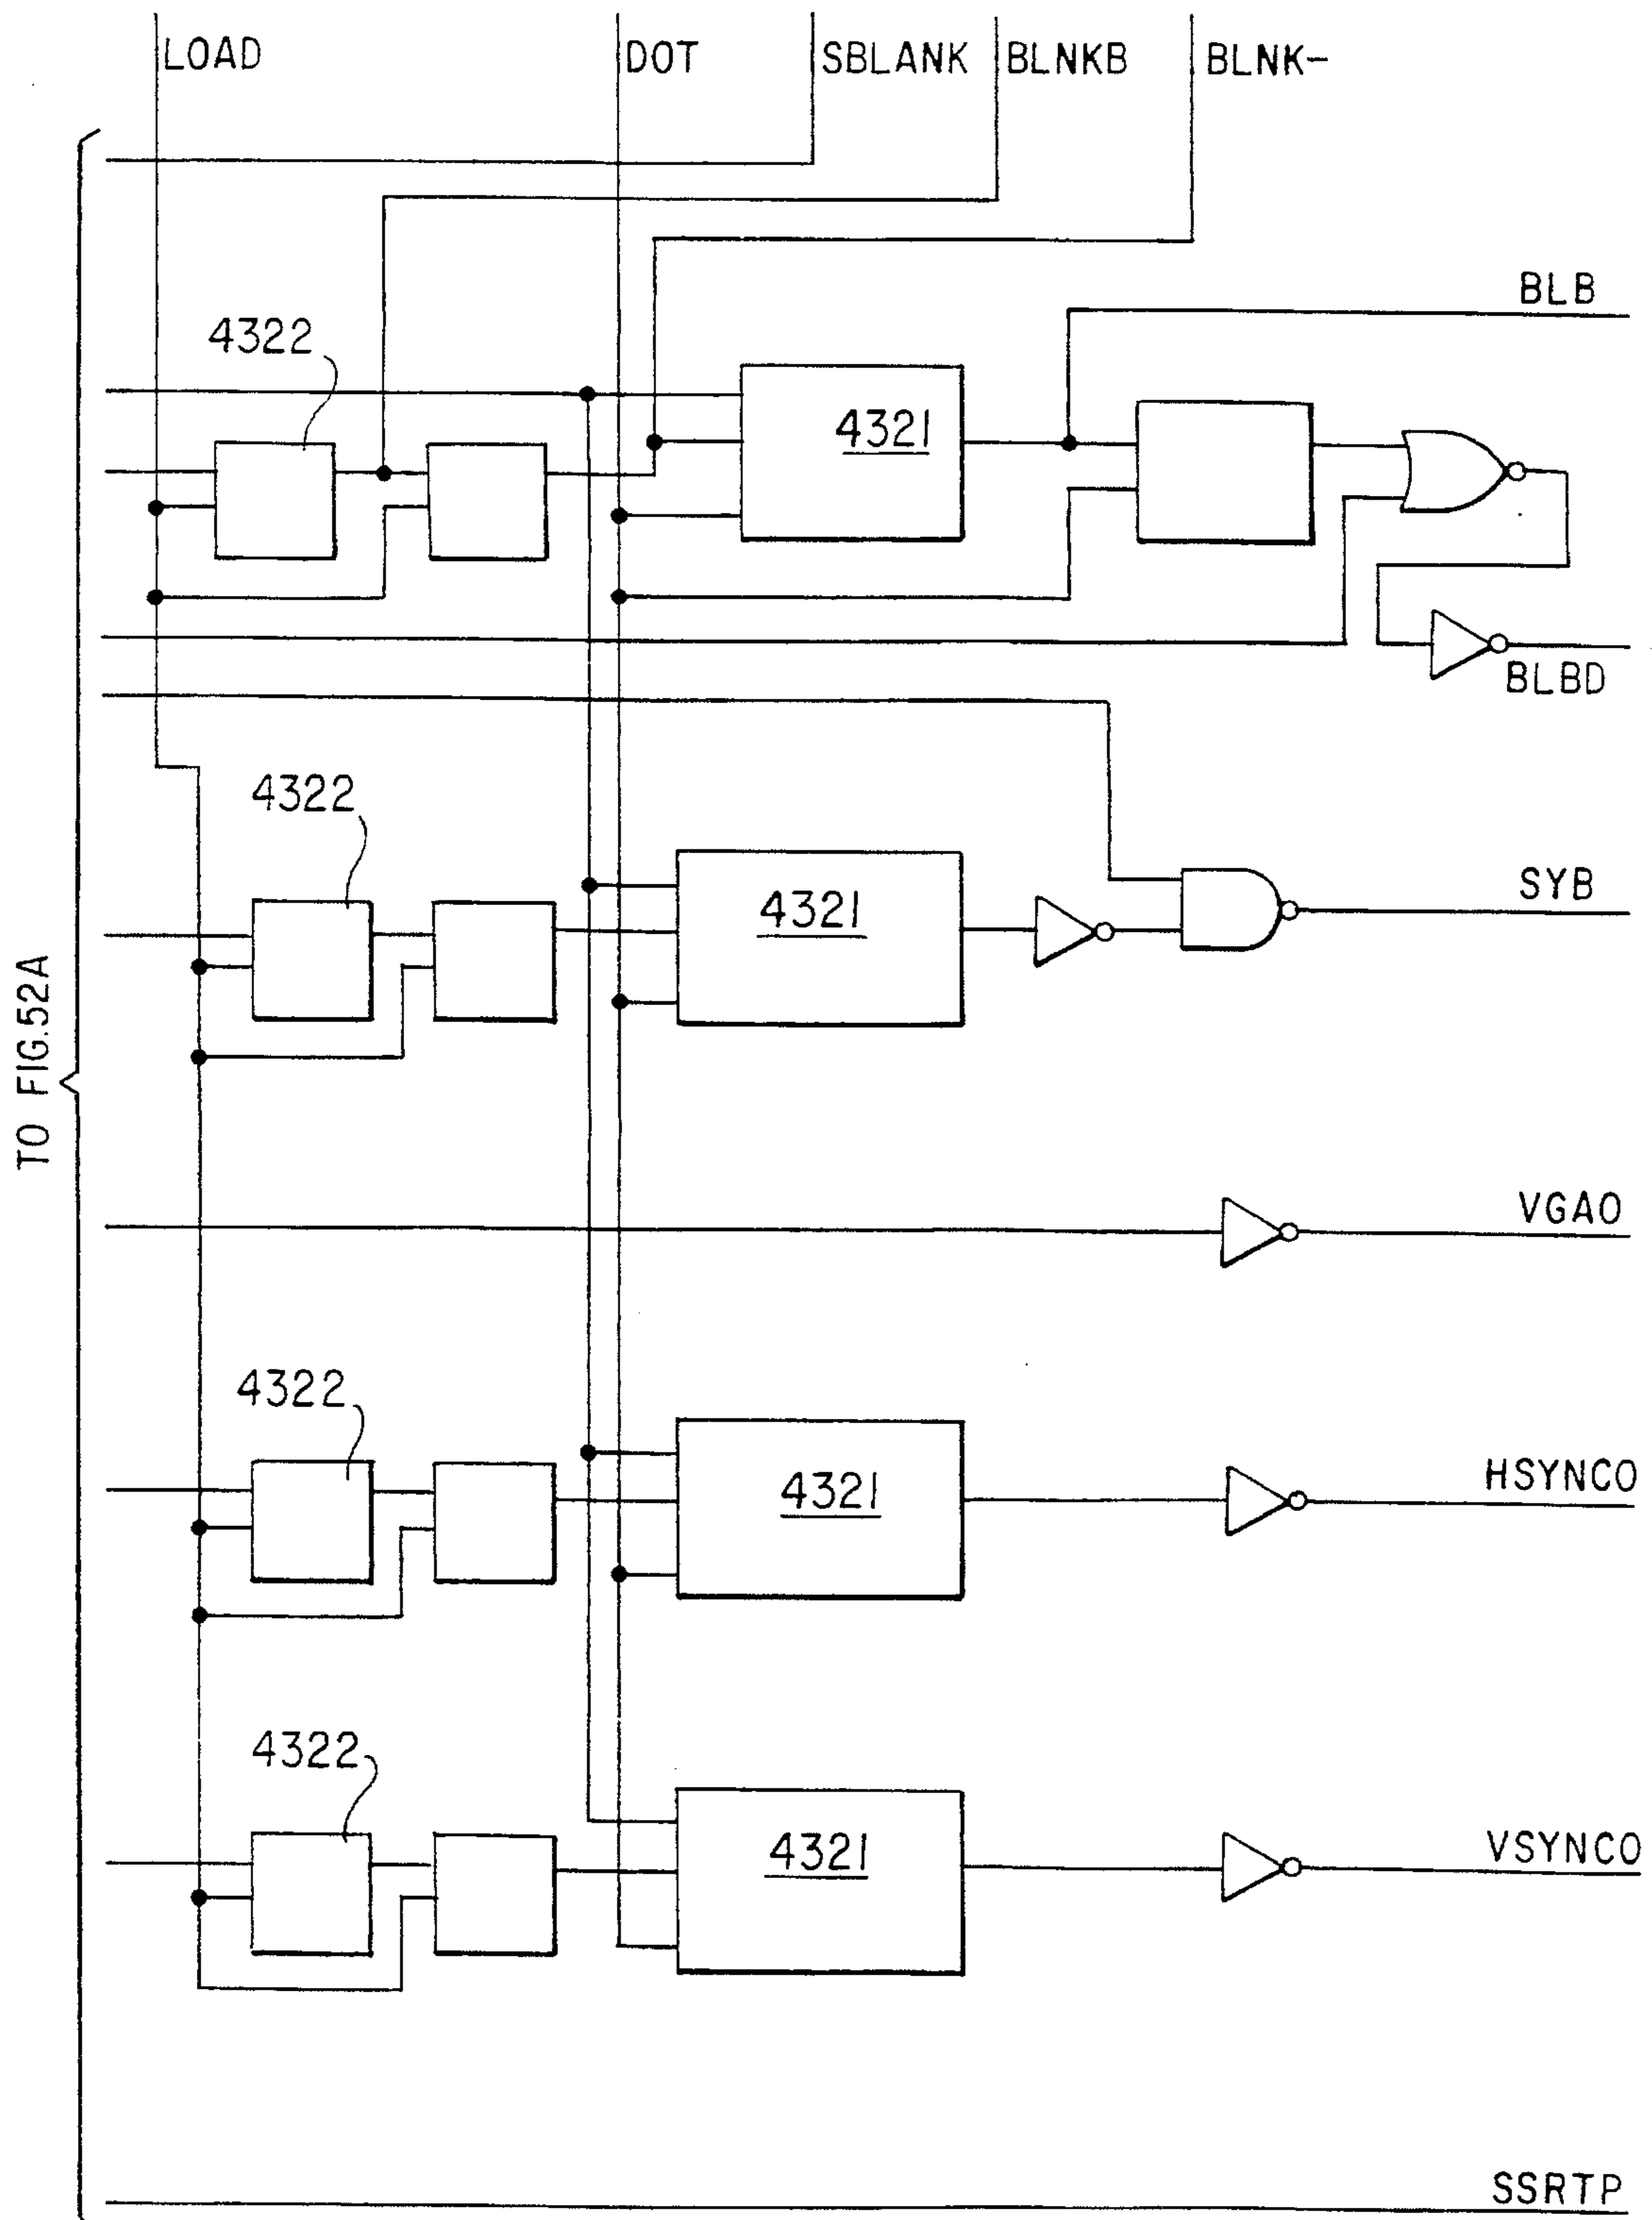 LOAD
DOT
SBLANK
BLNKB
BLNK-
BLB
4322
4321
BLBD
4322
4321
SYB
TO FIG.52A
VGAO
4322
4321
HSYNCO
4322
4321
VSYNCO
SSRTP